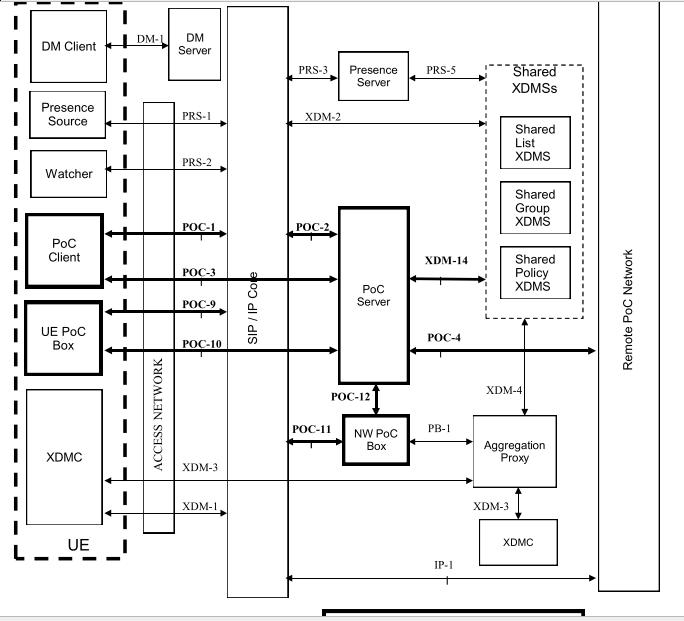 DM Client
DM-1
DM
Server
Presence
Source
PRS-1
Watcher
PRS-2
PoC
Client
POC-1
POC-3
UE PoC
Box
POC-9
POC-10
XDMC
XDM-3
XDM-1
UE
ACCESS NETWORK
SIP / IP Core
PRS-3
Presence
Server
PRS-5
XDM-2
Shared
XDMSs
Shared
List
XDMS
Shared
Group
XDMS
Shared
Policy
XDMS
POC-2
PoC
Server
XDM-14
POC-4
POC-12
POC-11
NW PoC
Box
PB-1
XDM-4
Aggregation
Proxy
XDM-3
XDMC
IP-1
Remote PoC Network